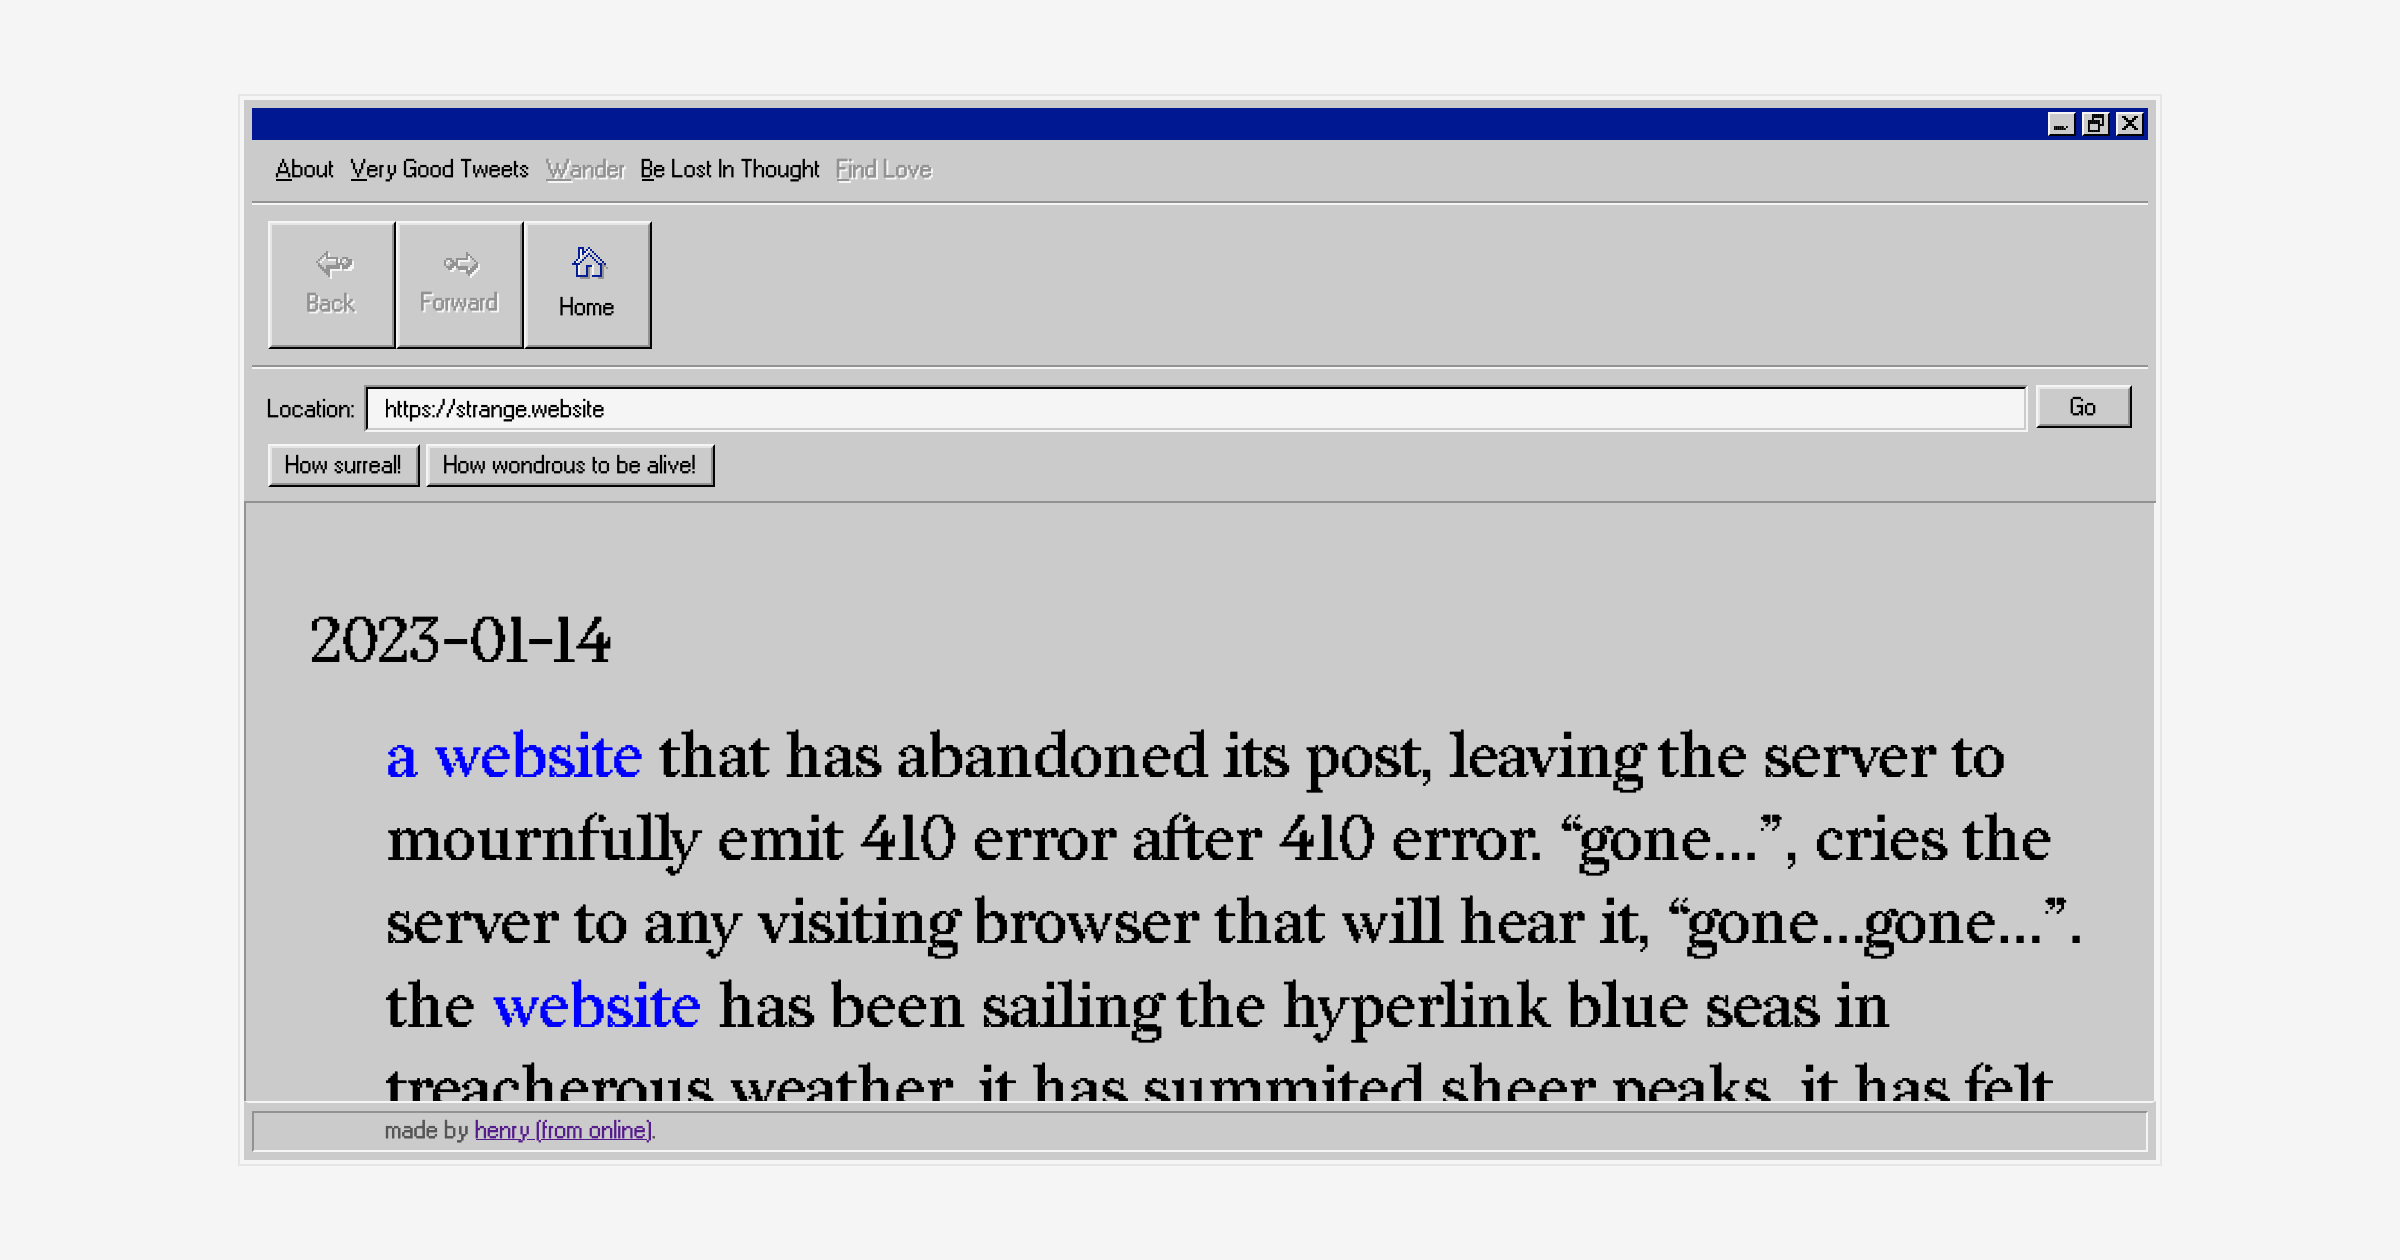 About Very Good Tweets Wander Be Lost In Thought Find Love
Back Forward Home
Location: https://strange.website Go
How surreal! How wondrous to be alive!
2023-01-14
a website that has abandoned its post, leaving the server to
mournfully emit 410 error after 410 error. “gone...”, cries the
server to any visiting browser that will hear it, “gone...gone...”.
the website has been sailing the hyperlink blue seas in
treacherous weather, it has summited sheer peaks, it has felt
made by henry (from online).